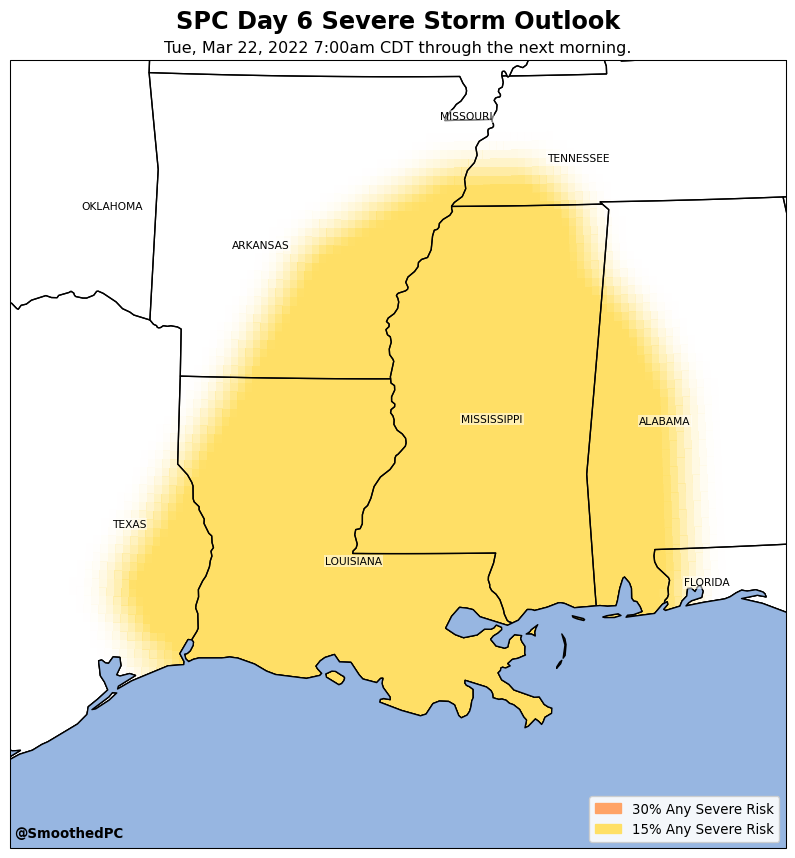 SPC Day 6 Severe Storm Outlook
Tue, Mar 22, 2022 7:00am CDT through the next morning.
MISSOURI
TENNESSEE
OKLAHOMA
ARKANSAS
MISSISSIPPI
ALABAMA
TEXAS
LOUISIANA
FLORIDA
30% Any Severe Risk
15% Any Severe Risk
@SmoothedPC